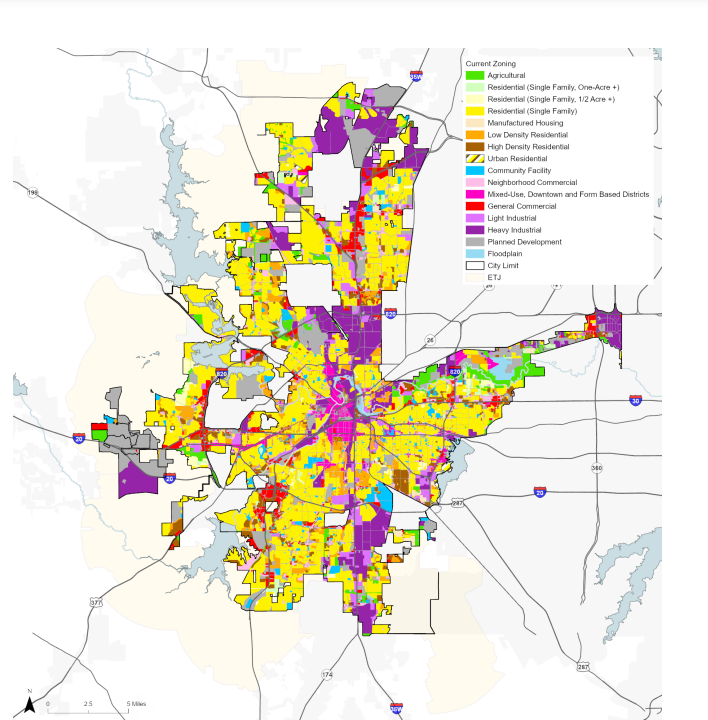 Current Zoning
Agricultural
Residential (Single Family, One-Acre +)
Residential (Single Family, 1/2 Acre +)
Residential (Single Family)
Manufactured Housing
Low Density Residential
High Density Residential
Urban Residential
Community Facility
Neighborhood Commercial
Mixed-Use, Downtown and Form Based Districts
General Commercial
Light Industrial
Heavy Industrial
Planned Development
Floodplain
City Limit
ETJ
35W
199
820
26
820
820
30
20
360
20
287
20
377
287
174
35W
N
0 2.5 5 Miles